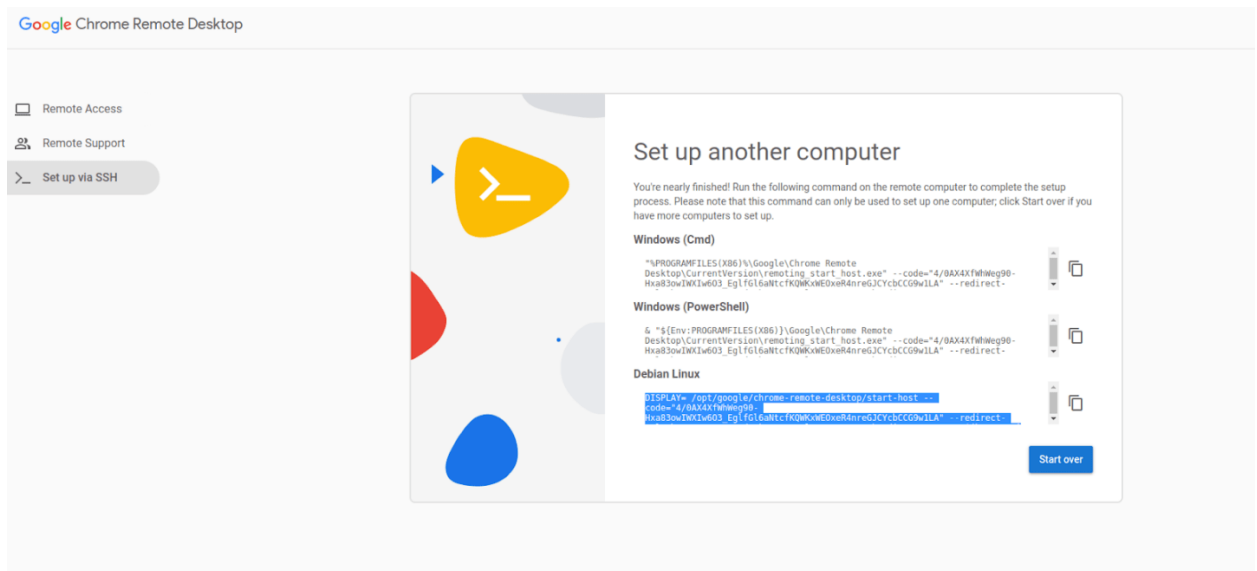 Google Chrome Remote Desktop
Remote Access
Remote Support
Set up via SSH
Set up another computer
You're nearly finished! Run the following command on the remote computer to complete the setup
process. Please note that this command can only be used to set up one computer; click Start over if you
have more computers to set up.
Windows (Cmd)
"%PROGRAMFILES(X86)%\Google\Chrome Remote
Desktop\CurrentVersion\remoting_start_host.exe" --code="4/0AX4XfWhWeg90-
Hxa83owIWXIw6O3_EglfGl6aNtcfKQWKxWEOxeR4nreGJCYcbCCG9w1LA" --redirect-
Windows (PowerShell)
& "${Env:PROGRAMFILES(X86)}\Google\Chrome Remote
Desktop\CurrentVersion\remoting_start_host.exe" --code="4/0AX4XfWhWeg90-
Hxa83owIWXIw6O3_EglfGl6aNtcfKQWKxWEOxeR4nreGJCYcbCCG9w1LA" --redirect-
Debian Linux
DISPLAY= /opt/google/chrome-remote-desktop/start-host --
code="4/0AX4XfWhWeg90-
Hxa83owIWXIw6O3_EglfGl6aNtcfKQWKxWEOxeR4nreGJCYcbCCG9w1LA" --redirect-
Start over